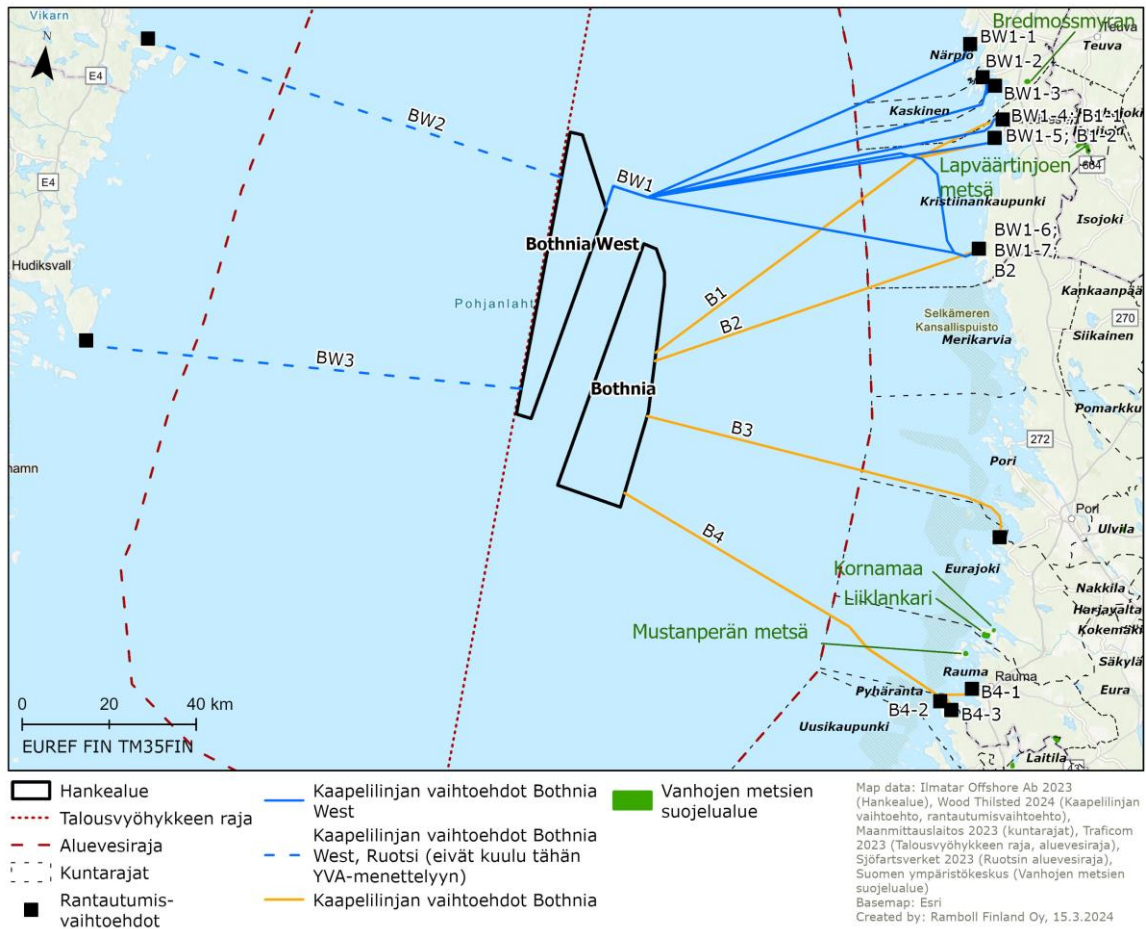 Vikarn
N
E4
E4
Hudiksvall
Pohjanlaht
BW2
BW3
BW1
Bothnia West
Bothnia
B1
B2
B3
B4
Bredmossmyran
Teuva
Teuva
Närpiö
BW1-1
BW1-2
BW1-3
Kaskinen
BW1-4; B1-1
BW1-5; B1-2
Lapväärtinjoen
metsä
664
Kristiinankaupunki
Isojoki
BW1-6;
BW1-7;
B2
Kankaanpää
270
Selkämeren
Kansallispuisto
Merikarvia
Siikainen
Pomarkku
272
Pori
Pori
Ulvila
Kornamaa
Eurajoki
Liiklankari
Nakkila
Harjavalta
Kokemäki
Mustanperän metsä
Säkylä
Rauma
Rauma
Eura
Pyhäranta
B4-1
B4-2
B4-3
Uusikaupunki
Laitila
0 20 40 km
EUREF FIN TM35FIN
Hankealue
Talousvyöhykkeen raja
Aluevesiraja
Kuntarajat
Rantautumis-
vaihtoehdot
Kaapelilinjan vaihtoehdot Bothnia
West
Kaapelilinjan vaihtoehdot Bothnia
West, Ruotsi (eivät kuulu tähän
YVA-menettelyyn)
Kaapelilinjan vaihtoehdot Bothnia
Vanhojen metsien
suojelualue
Map data: Ilmatar Offshore Ab 2023
(Hankealue), Wood Thilsted 2024 (Kaapelilinjan
vaihtoehto, rantautumisvaihtoehto),
Maanmittauslaitos 2023 (kuntarajat), Traficom
2023 (Talousvyöhykkeen raja, aluevesiraja),
Sjöfartsverket 2023 (Ruotsin aluevesiraja),
Suomen ympäristökeskus (Vanhojen metsien
suojelualue)
Basemap: Esri
Created by: Ramboll Finland Oy, 15.3.2024